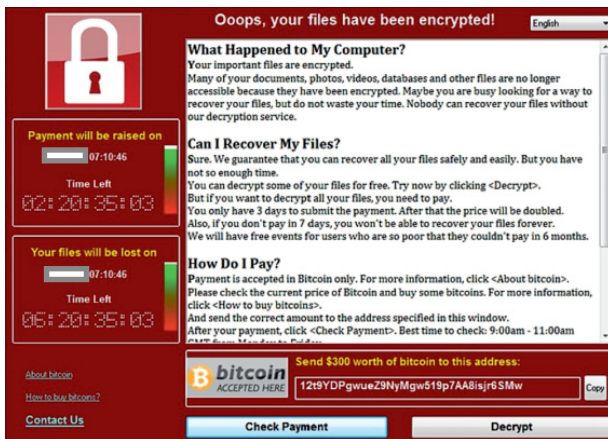 Ooops, your files have been encrypted!
English
What Happened to My Computer?
Your important files are encrypted.
Many of your documents, photos, videos, databases and other files are no longer
accessible because they have been encrypted. Maybe you are busy looking for a way to
recover your files, but do not waste your time. Nobody can recover your files without
our decryption service.
Can I Recover My Files?
Sure. We guarantee that you can recover all your files safely and easily. But you have
not so enough time.
You can decrypt some of your files for free. Try now by clicking <Decrypt>.
But if you want to decrypt all your files, you need to pay.
You only have 3 days to submit the payment. After that the price will be doubled.
Also, if you don't pay in 7 days, you won't be able to recover your files forever.
We will have free events for users who are so poor that they couldn't pay in 6 months.
How Do I Pay?
Payment is accepted in Bitcoin only. For more information, click <About bitcoin>.
Please check the current price of Bitcoin and buy some bitcoins. For more information,
click <How to buy bitcoins>.
And send the correct amount to the address specified in this window.
After your payment, click <Check Payment>. Best time to check: 9:00am - 11:00am
GMT from Monday to Friday.
Payment will be raised on
07:10:46
Time Left
02:20:35:03
Your files will be lost on
07:10:46
Time Left
06:20:35:03
About bitcoin
How to buy bitcoins?
Contact Us
bitcoin
ACCEPTED HERE
Send $300 worth of bitcoin to this address:
12t9YDPgwueZ9NyMgw519p7AA8isjr6SMw
Copy
Check Payment
Decrypt